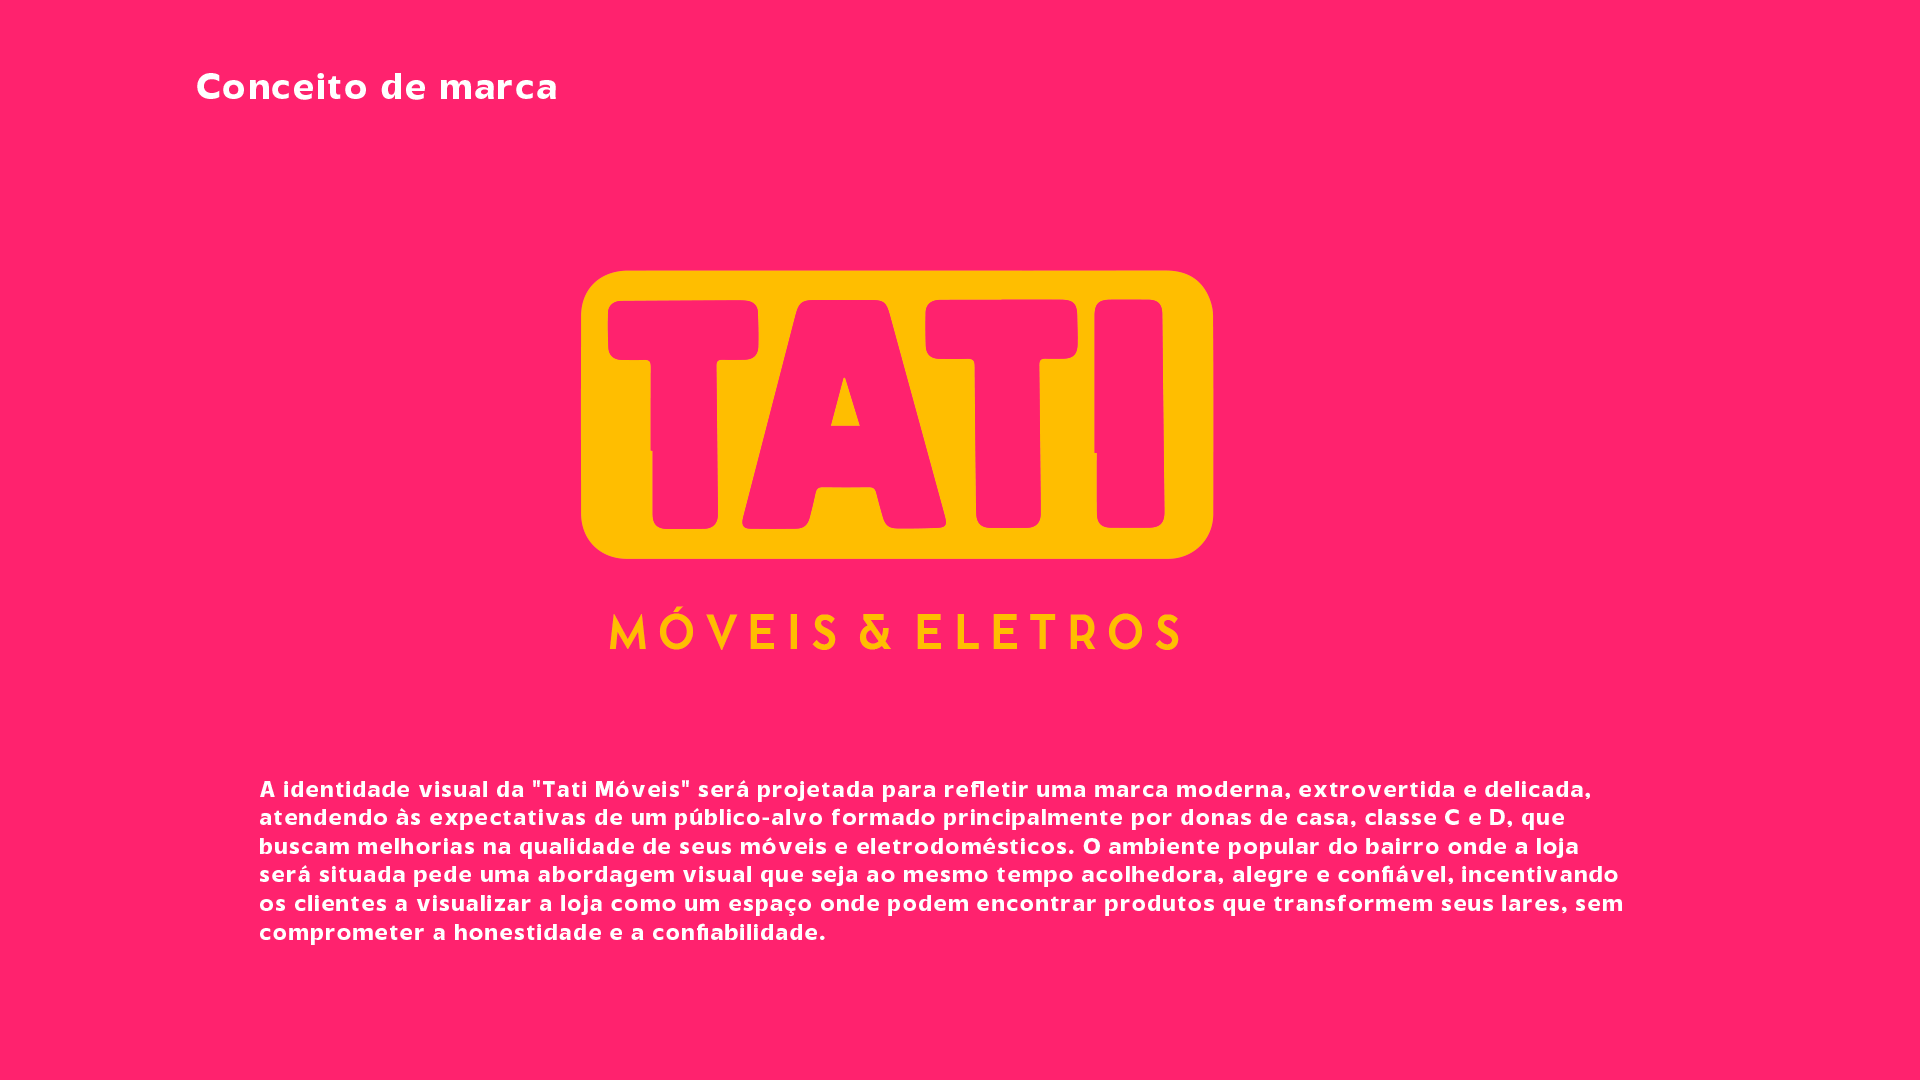 Conceito de marca
TATI
MÓVEIS & ELETROS
A identidade visual da "Tati Móveis" será projetada para refletir uma marca moderna, extrovertida e delicada,
atendendo às expectativas de um público-alvo formado principalmente por donas de casa, classe C e D, que
buscam melhorias na qualidade de seus móveis e eletrodomésticos. O ambiente popular do bairro onde a loja
será situada pede uma abordagem visual que seja ao mesmo tempo acolhedora, alegre e confiável, incentivando
os clientes a visualizar a loja como um espaço onde podem encontrar produtos que transformem seus lares, sem
comprometer a honestidade e a confiabilidade.